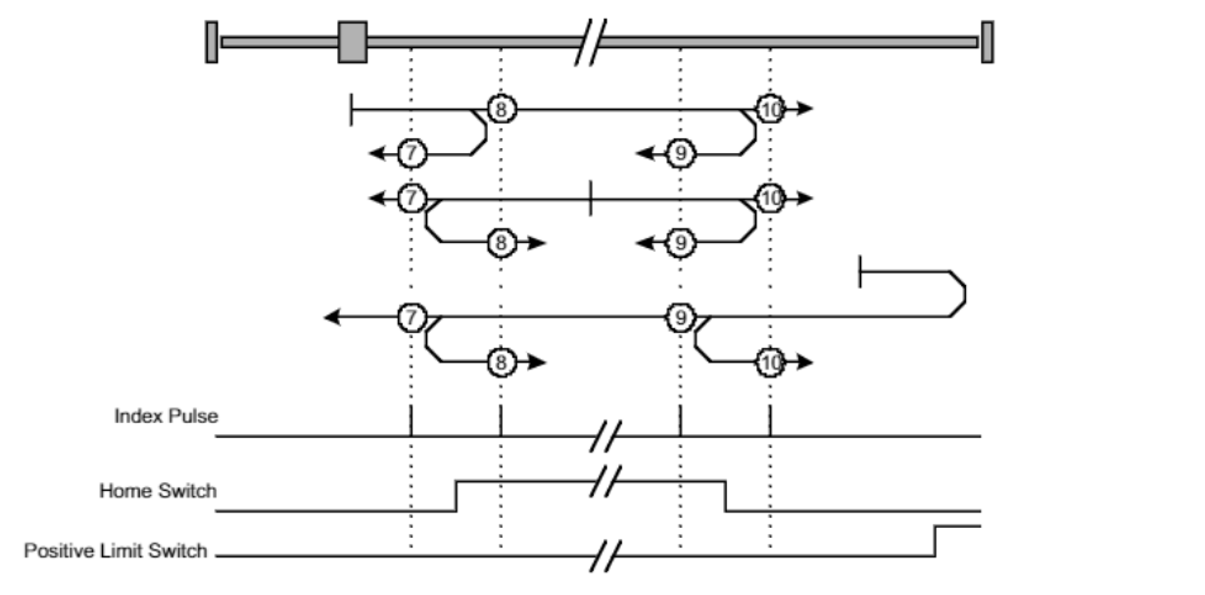 8 10
7 9
7 10
8 9
7 9
8 10
Index Pulse
Home Switch
Positive Limit Switch